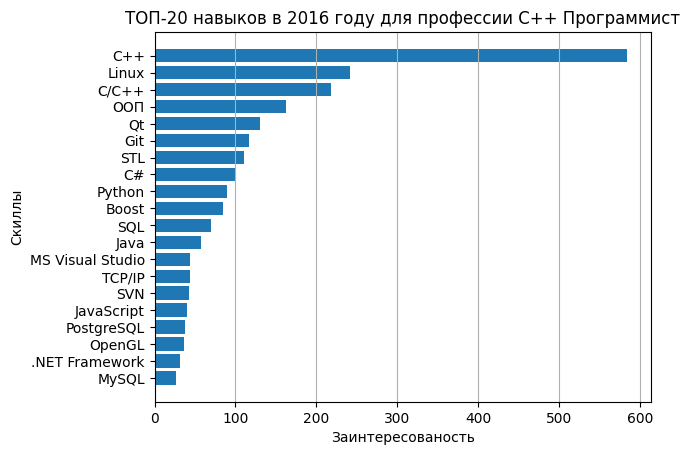 ТОП-20 навыков в 2016 году для профессии C++ Программист
Скиллы
C++
Linux
C/C++
ООП
Qt
Git
STL
C#
Python
Boost
SQL
Java
MS Visual Studio
TCP/IP
SVN
JavaScript
PostgreSQL
OpenGL
.NET Framework
MySQL
0 100 200 300 400 500 600
Заинтересованость